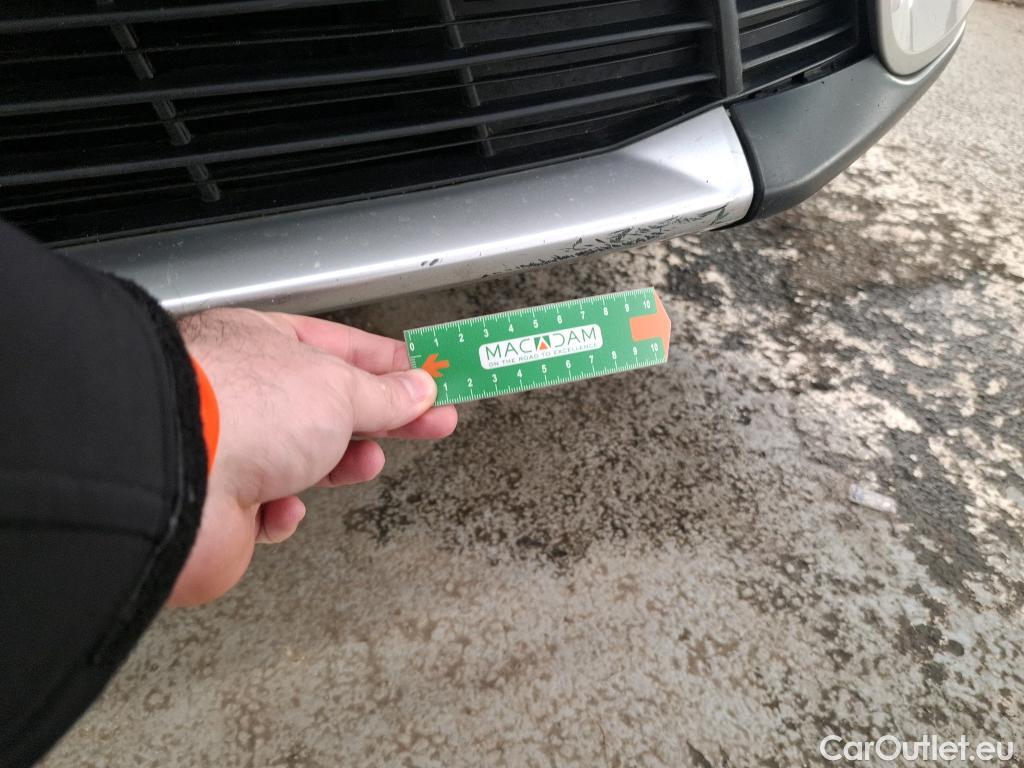 0 1 2 3 4 5 6 7 8 9 10
MACADAM
ON THE ROAD TO EXCELLENCE
1 2 3 4 5 6 7 8 9 10
CarOutlet.eu